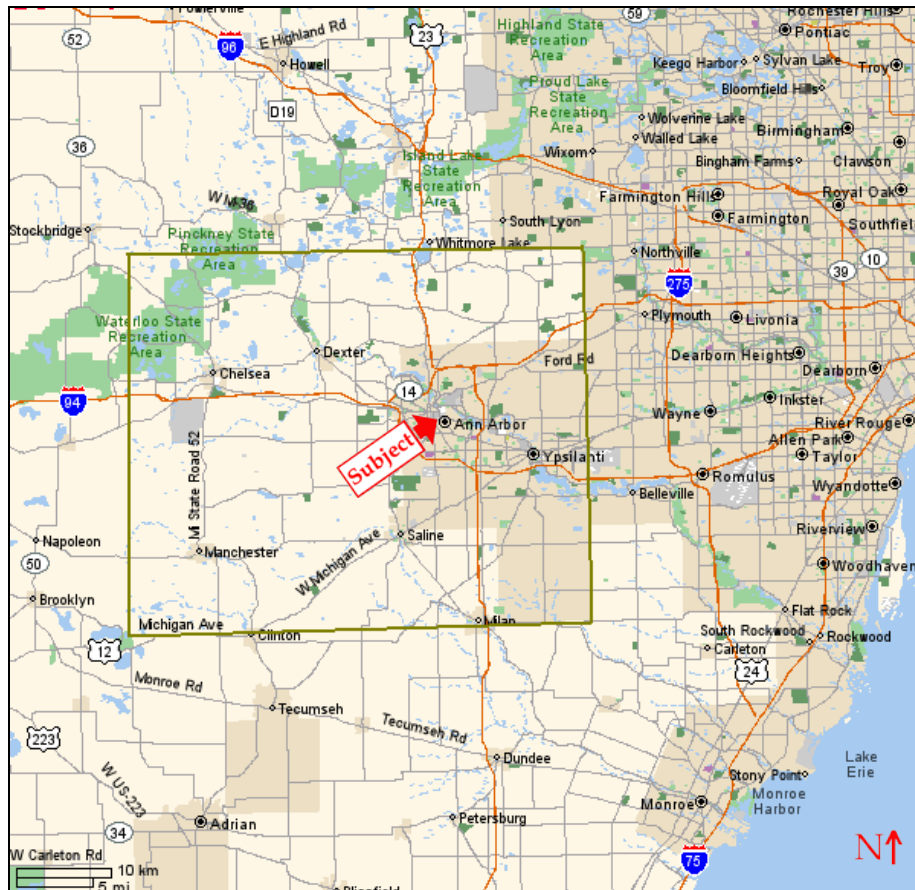 Fowlerville
59
Rochester Hills
52
96
E Highland Rd
23
Highland State
Recreation
Area
Pontiac
Howell
Keego Harbor
Sylvan Lake
Troy
Proud Lake
State
Recreation
Area
Bloomfield Hills
D19
Wolverine Lake
Walled Lake
Birmingham
36
Island Lake
State
Recreation
Area
Wixom
Bingham Farms
Clawson
W M-36
Farmington Hills
Royal Oak
Stockbridge
Pinckney State
Recreation
Area
South Lyon
Farmington
Southfield
Whitmore Lake
Northville
10
39
275
Waterloo State
Recreation
Area
Plymouth
Livonia
Dexter
Ford Rd
Dearborn Heights
Chelsea
Dearborn
94
14
Inkster
Wayne
Ann Arbor
River Rouge
Subject
Allen Park
Ypsilanti
Taylor
Romulus
MI State Road 52
Wyandotte
Belleville
Riverview
Napoleon
Saline
W Michigan Ave
Manchester
50
Woodhaven
Brooklyn
Flat Rock
Michigan Ave
Milan
Clinton
South Rockwood
Rockwood
12
Carleton
24
Monroe Rd
Tecumseh
Tecumseh Rd
223
Dundee
Lake
Erie
W US-223
Stony Point
Monroe
Harbor
Monroe
Adrian
Petersburg
34
W Carleton Rd
N
10 km
5 mi
75
Blissfield